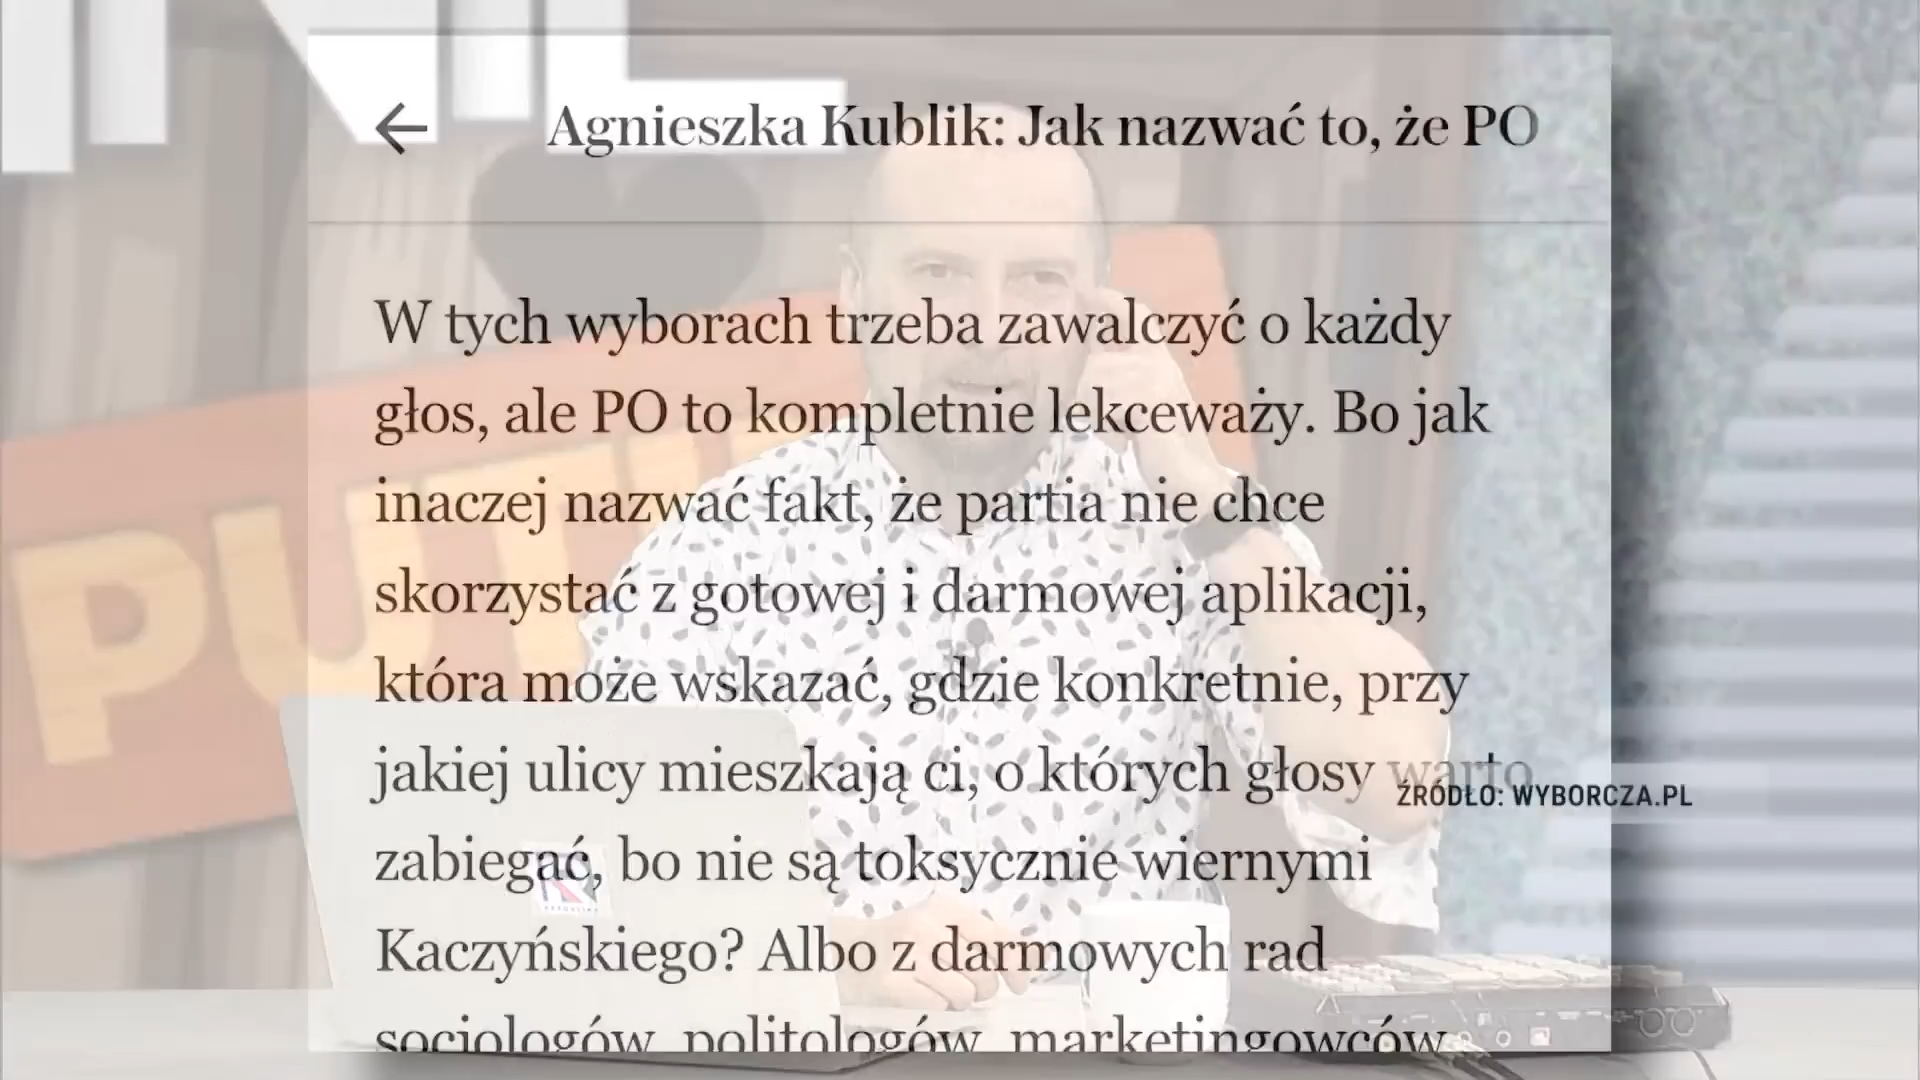 Agnieszka Kublik: Jak nazwać to, że PO
W tych wyborach trzeba zawalczyć o każdy
głos, ale PO to kompletnie lekceważy. Bo jak
inaczej nazwać fakt, że partia nie chce
skorzystać z gotowej i darmowej aplikacji,
która może wskazać, gdzie konkretnie, przy
jakiej ulicy mieszkają ci, o których głosy warto
ŹRÓDŁO: WYBORCZA.PL
zabiegać, bo nie są toksycznie wiernymi
Kaczyńskiego? Albo z darmowych rad
socjologów, politologów, marketingowców,